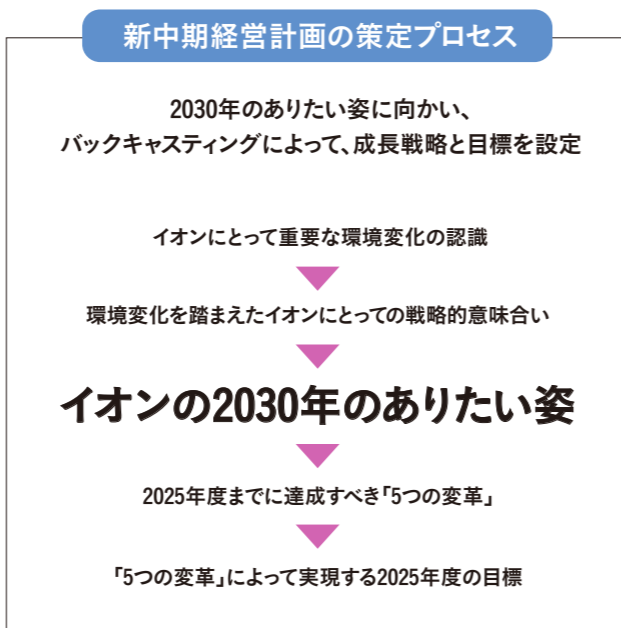 新中期経営計画の策定プロセス
2030年のありたい姿に向かい、
バックキャスティングによって、成長戦略と目標を設定
イオンにとって重要な環境変化の認識
環境変化を踏まえたイオンにとっての戦略的意味合い
イオンの2030年のありたい姿
2025年度までに達成すべき「5つの変革」
「5つの変革」によって実現する2025年度の目標